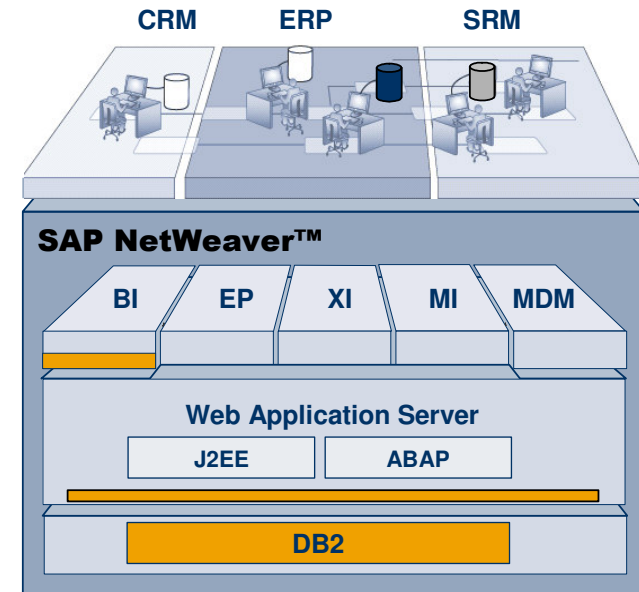 CRM ERP SRM
SAP NetWeaver™
BI EP XI MI MDM
Web Application Server
J2EE ABAP
DB2